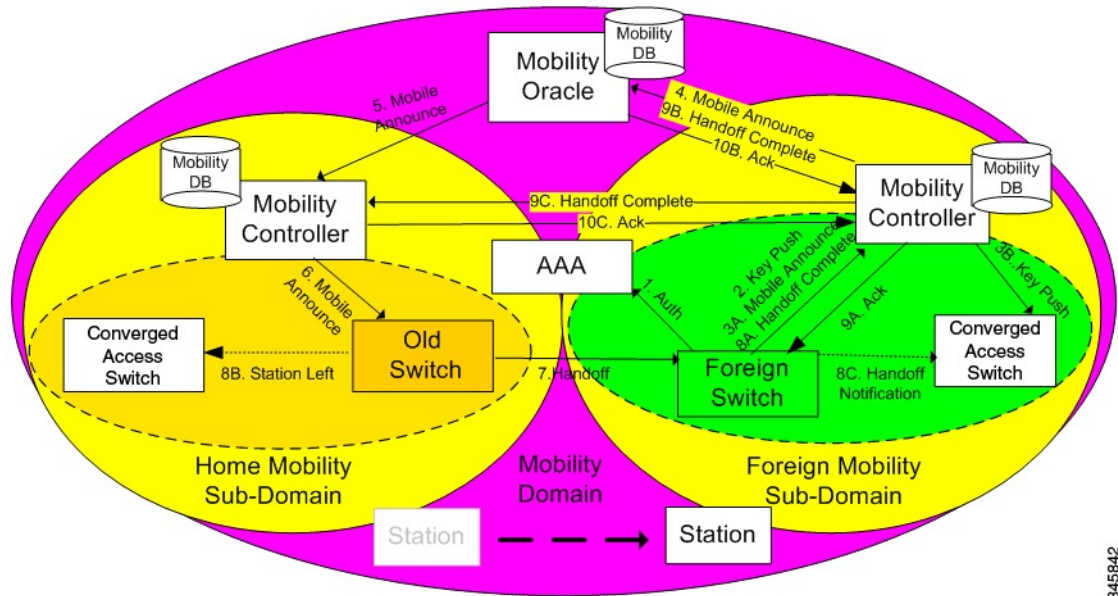 Mobility
DB
Mobility
Oracle
5. Mobile
Announce
4. Mobile Announce
9B. Handoff Complete
10B. Ack
Mobility
DB
Mobility
Controller
9C. Handoff Complete
10C. Ack
Mobility
Controller
Mobility
DB
AAA
6. Mobile
Announce
1. Auth
2. Key Push
3A. Mobile Announce
8A. Handoff Complete
9A. Ack
3B..Key Push
Converged
Access
Switch
8B. Station Left
Old
Switch
7.Handoff
Foreign
Switch
8C. Handoff
Notification
Converged
Access
Switch
Home Mobility
Sub-Domain
Mobility
Domain
Foreign Mobility
Sub-Domain
Station
Station
345842